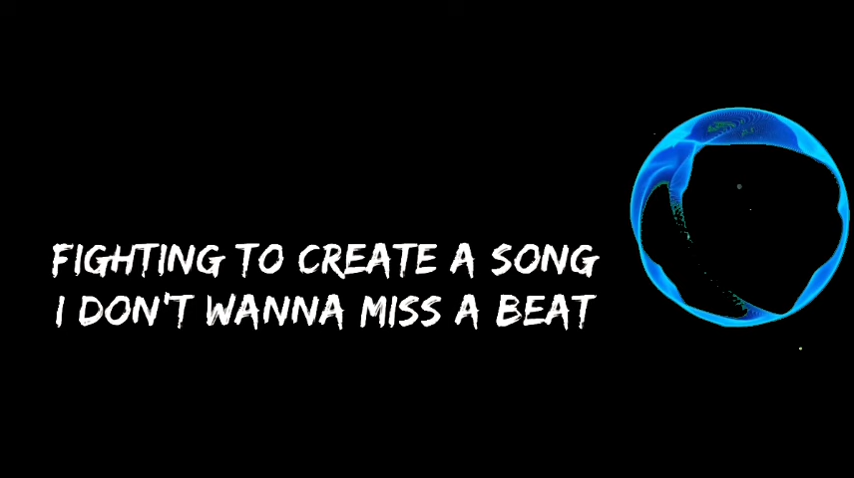 FIGHTING TO CREATE A SONG
I DON'T WANNA MISS A BEAT